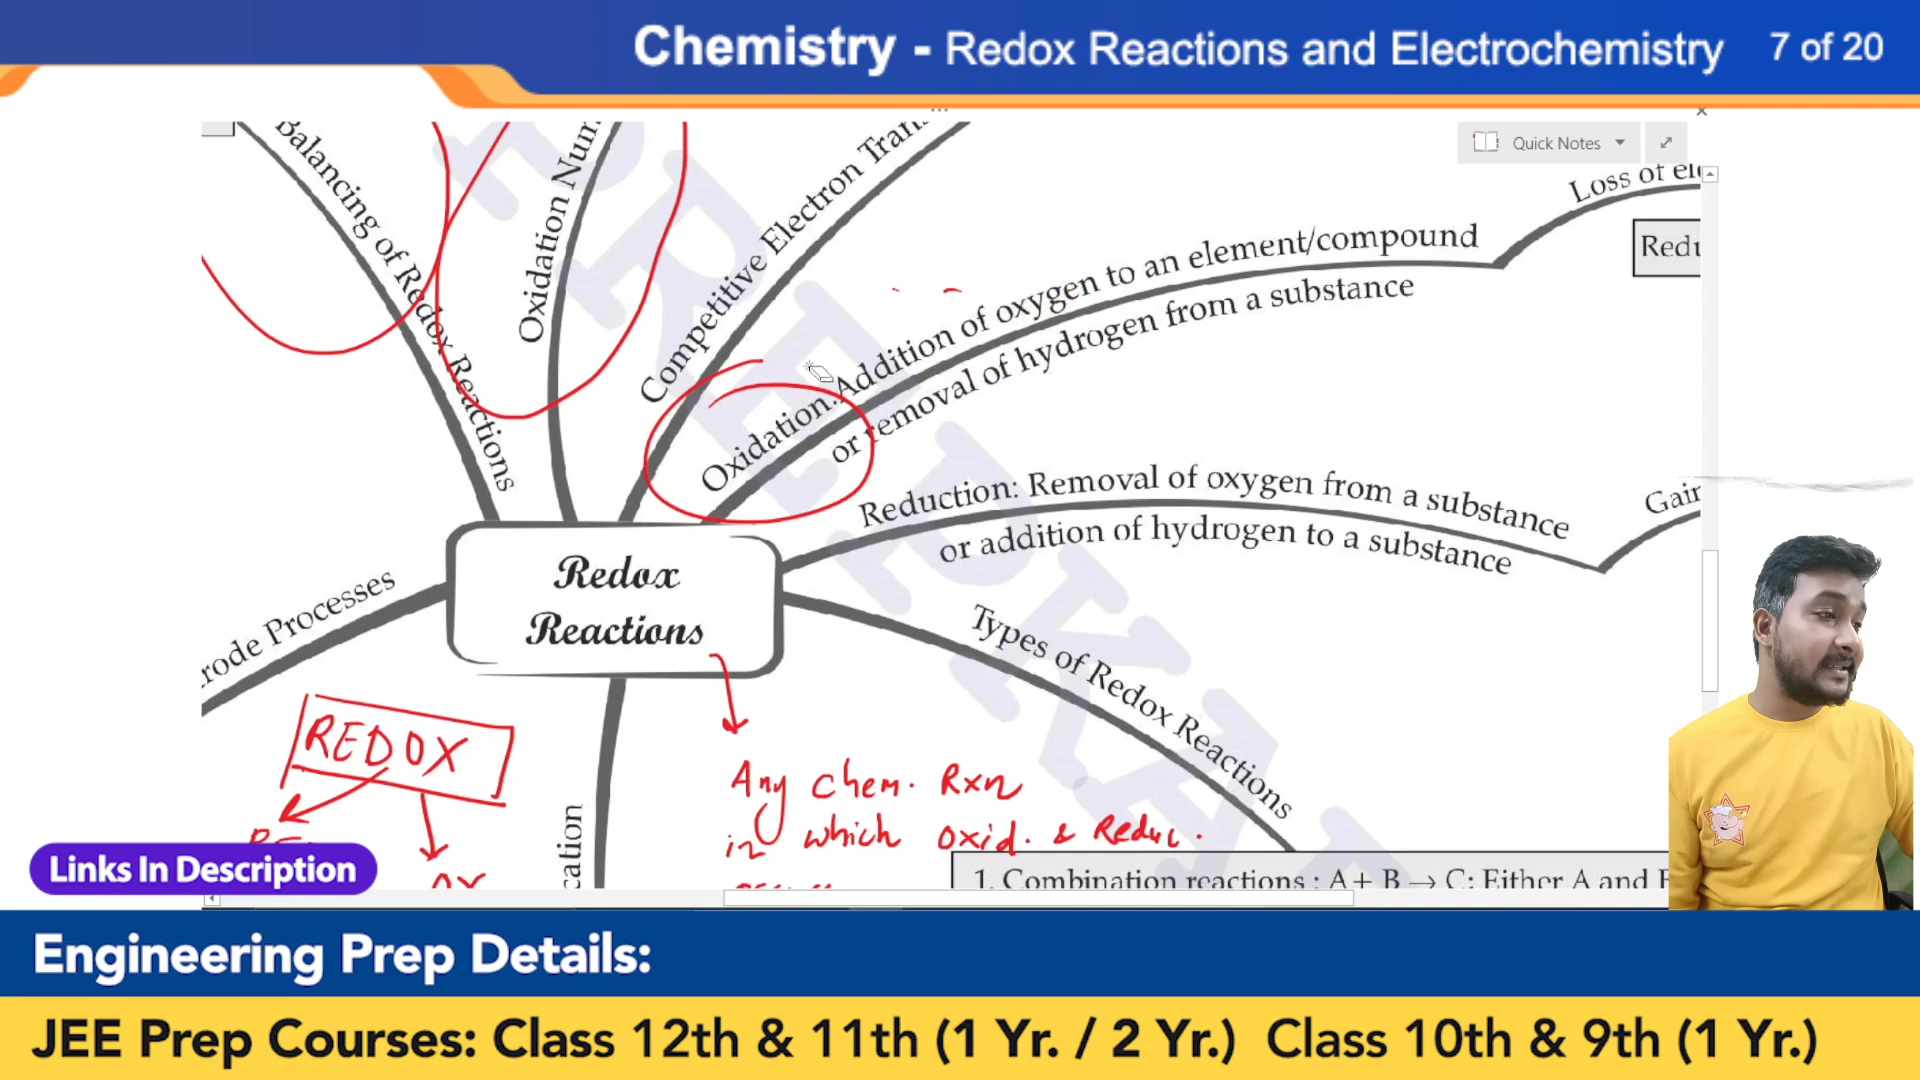 Chemistry - Redox Reactions and Electrochemistry 7 of 20
Quick Notes
Balancing of Redox Reactions
Oxidation Num
Competitive Electron Tran
Oxidation: Addition of oxygen to an element/compound
or removal of hydrogen from a substance
Loss of el
Redu
Reduction: Removal of oxygen from a substance
or addition of hydrogen to a substance
Gain
Types of Redox Reactions
Redox
Reactions
rode Processes
PREPKA
REDOX
OX
Any chem. Rxn
in which oxid. & Reduc.
cation
1. Combination reactions : A + B → C: Either A and B
Links In Description
Engineering Prep Details:
JEE Prep Courses: Class 12th & 11th (1 Yr. / 2 Yr.) Class 10th & 9th (1 Yr.)